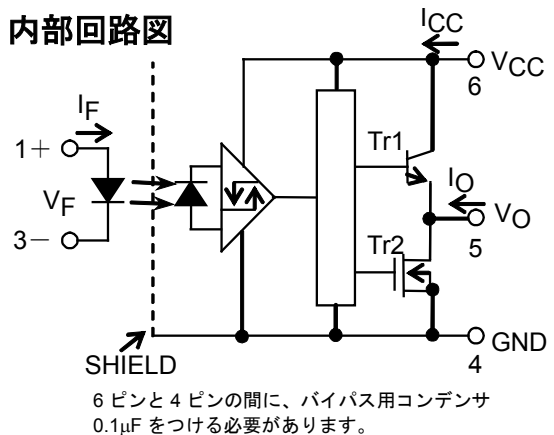 内部回路図
ICC
VCC
6
IF
1+
Tr1
IO
VF
VO
5
Tr2
3−
GND
4
SHIELD
6 ピンと 4 ピンの間に、バイパス用コンデンサ
0.1μF をつける必要があります。